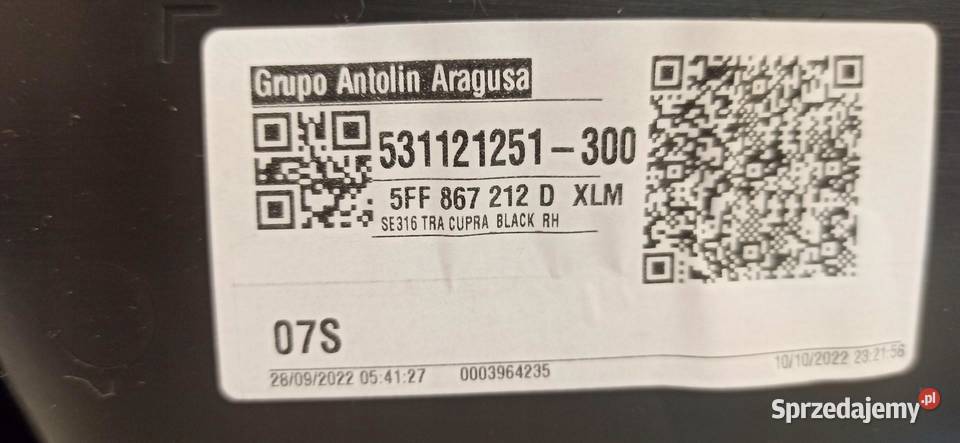 Grupo Antolin Aragusa
531121251-300
5FF 867 212 D XLM
SE316 TRA CUPRA BLACK RH
07S
28/09/2022 05:41:27 0003964235 10/10/2022 23:21:56
Sprzedajemy.pl